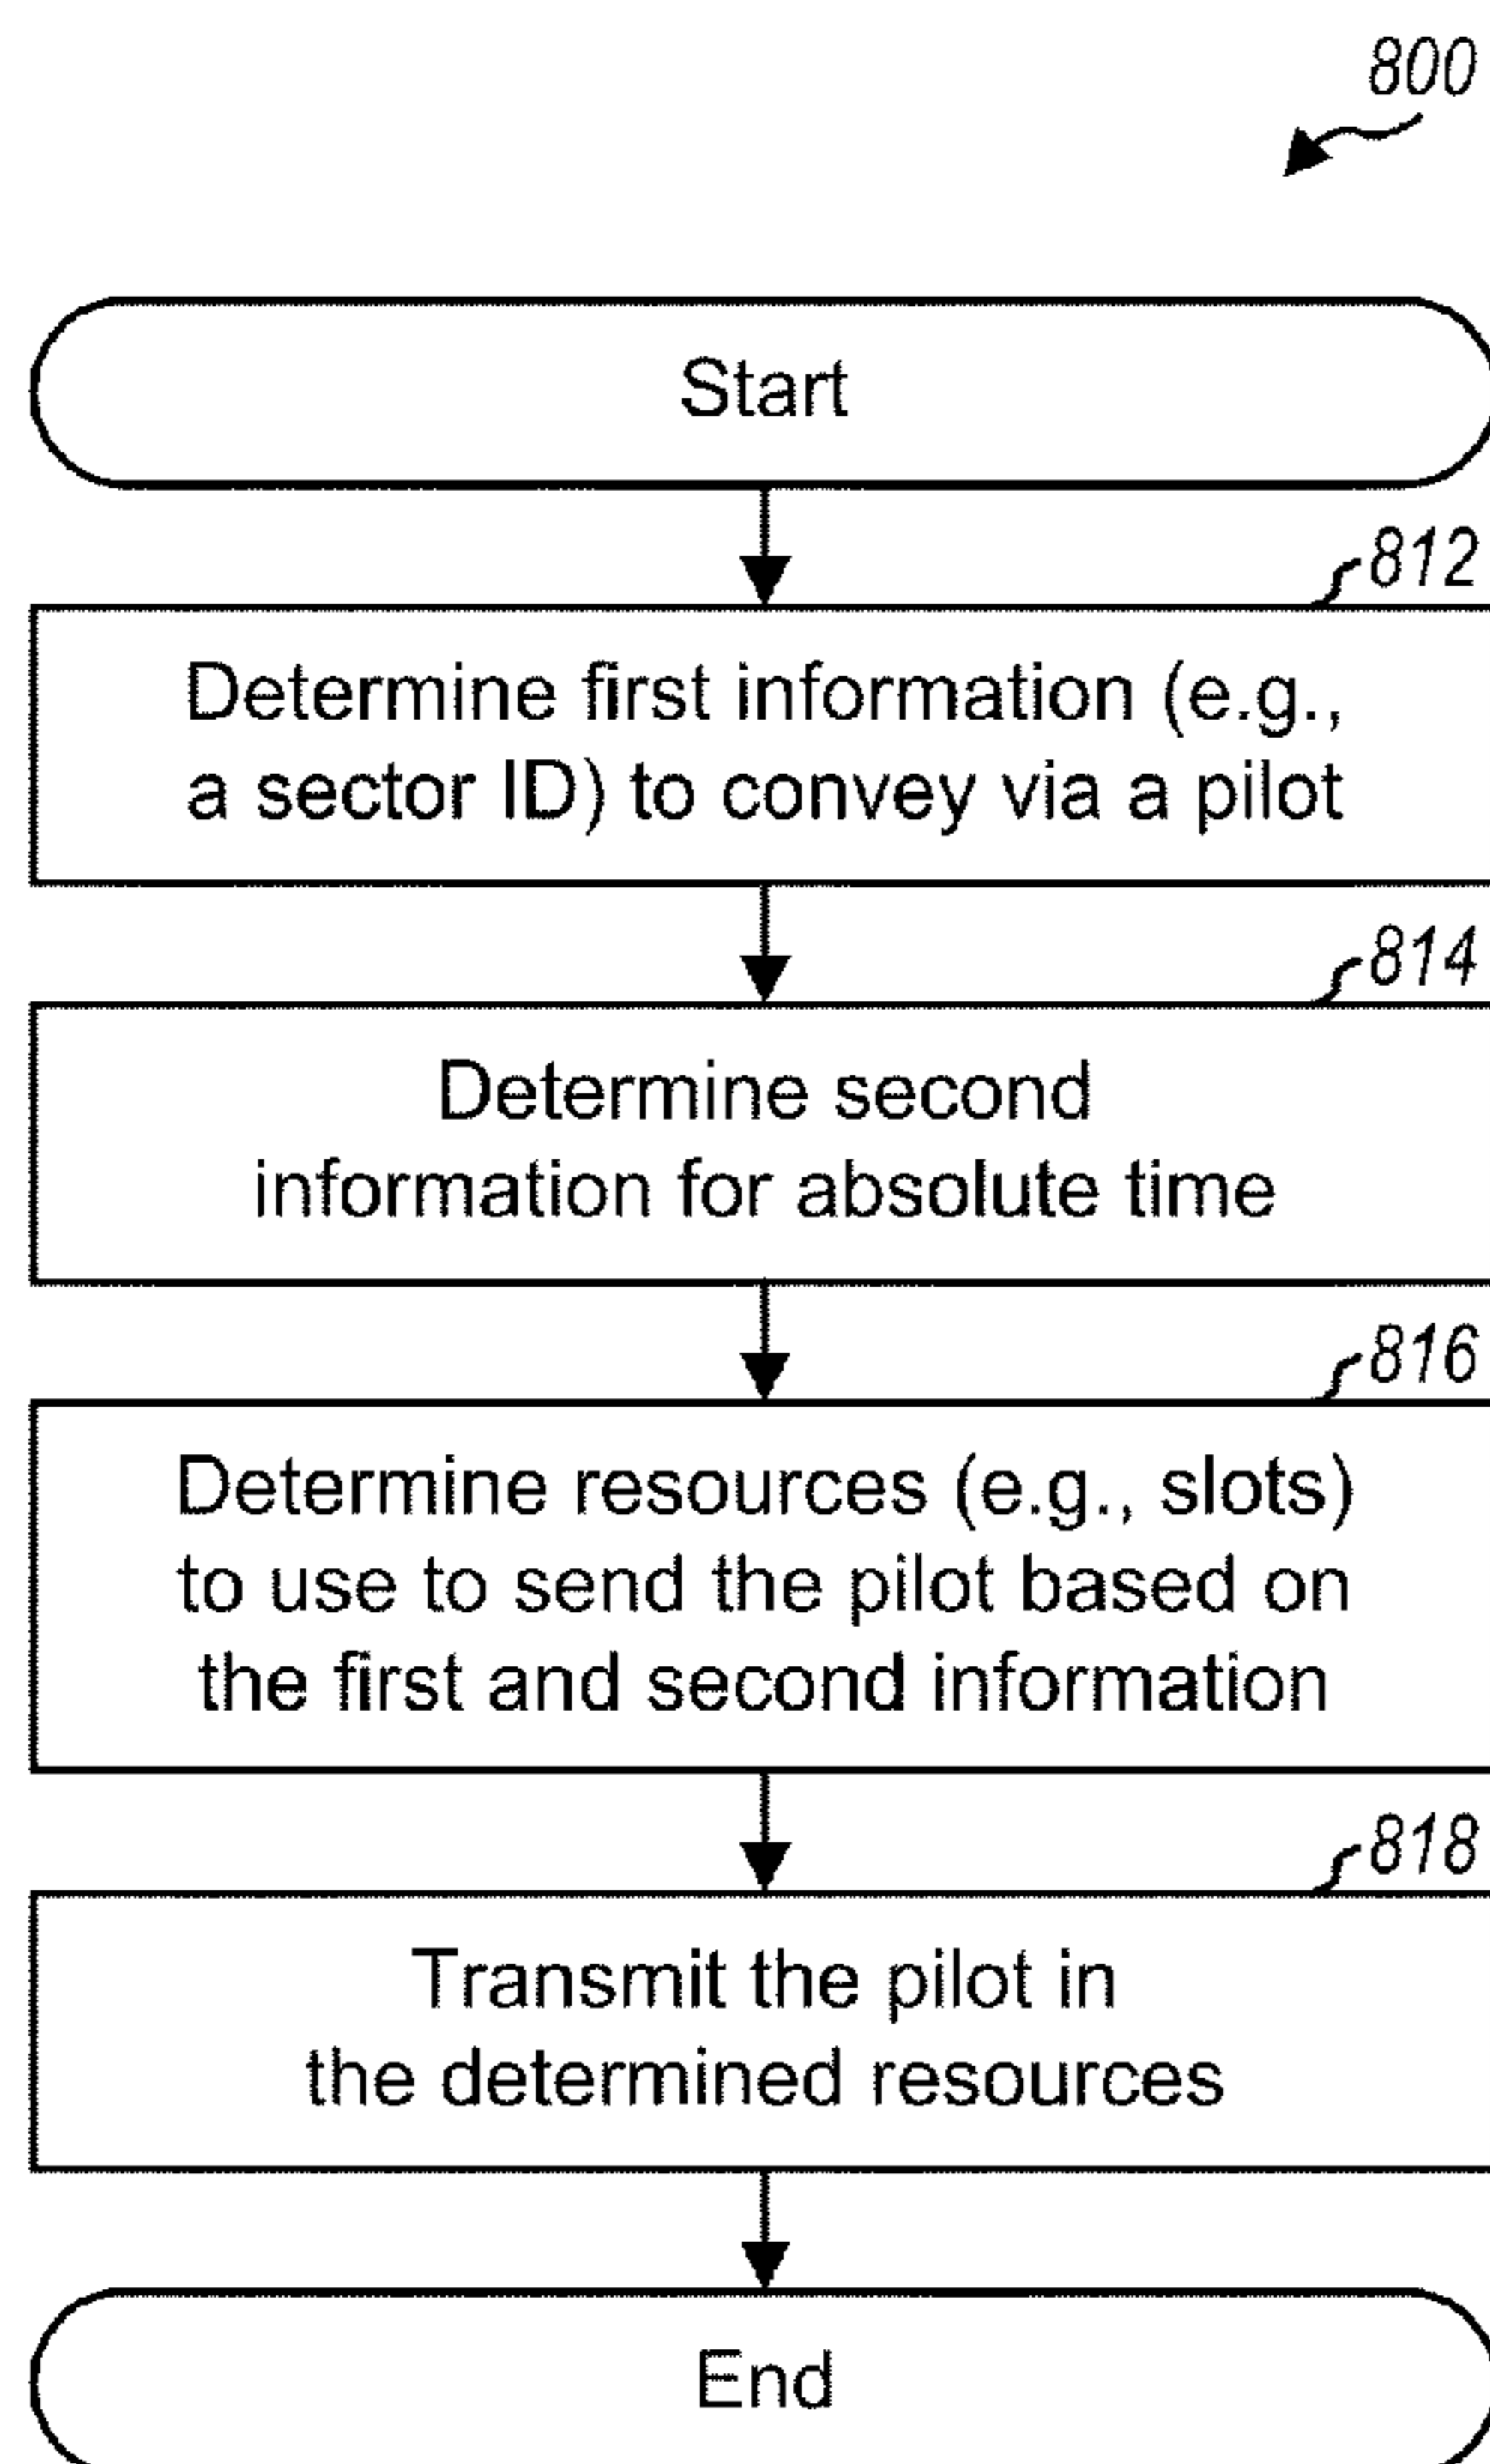 800
Start
812
Determine first information (e.g.,
a sector ID) to convey via a pilot
814
Determine second
information for absolute time
816
Determine resources (e.g., slots)
to use to send the pilot based on
the first and second information
818
Transmit the pilot in
the determined resources
End